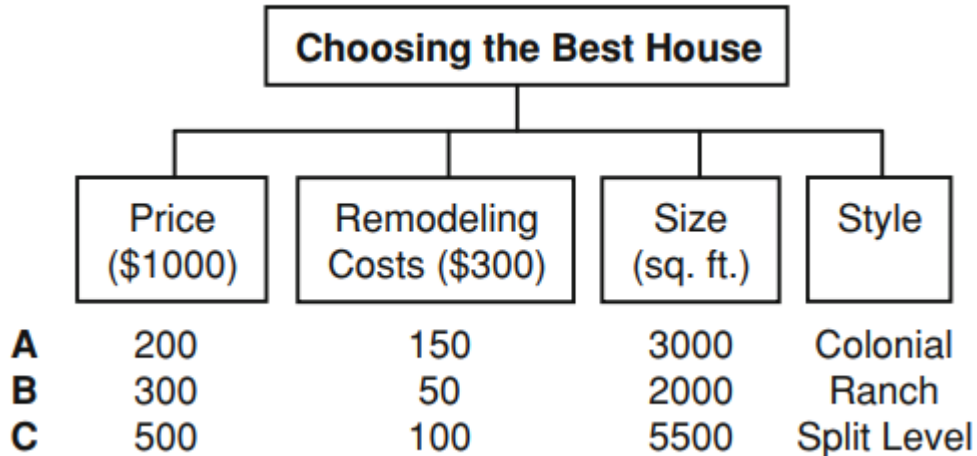 Choosing the Best House
Price ($1000)
Remodeling Costs ($300)
Size (sq. ft.)
Style
A 200 150 3000 Colonial
B 300 50 2000 Ranch
C 500 100 5500 Split Level